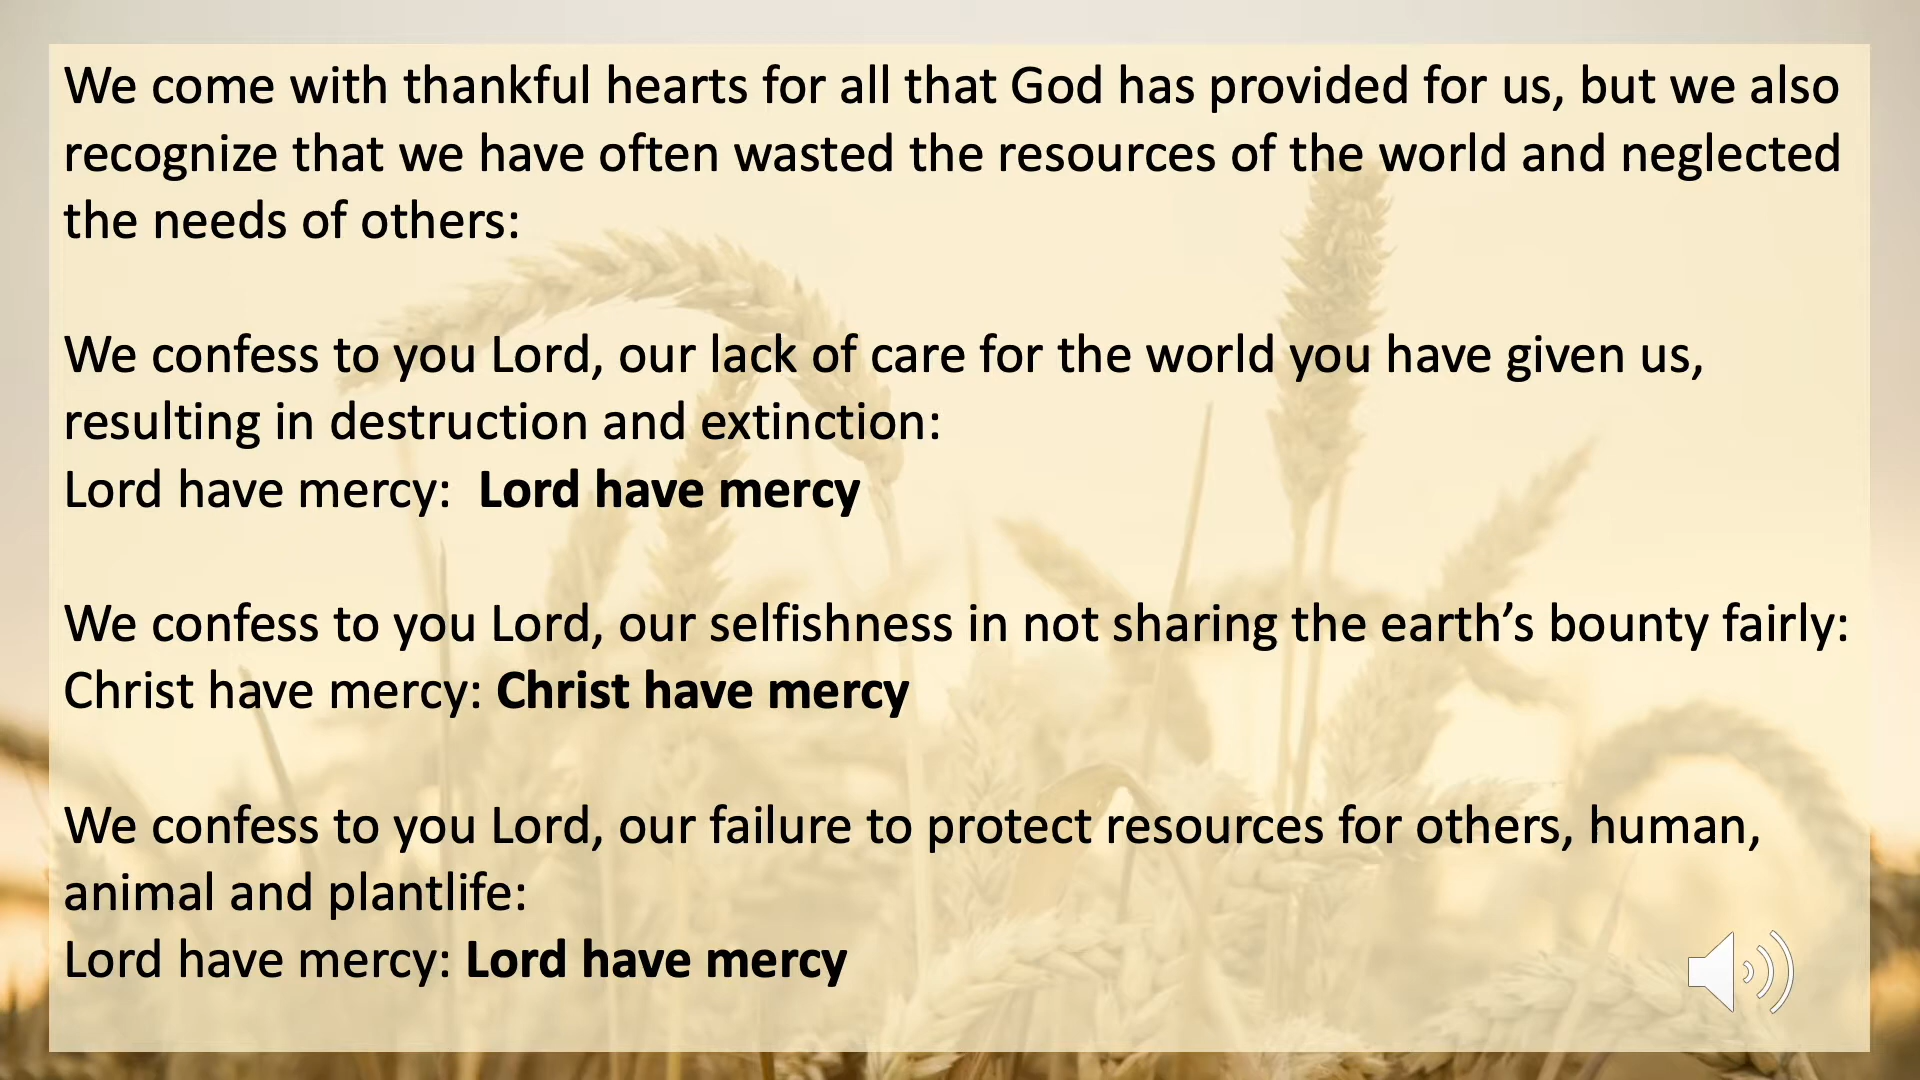 We come with thankful hearts for all that God has provided for us, but we also
recognize that we have often wasted the resources of the world and neglected
the needs of others:
We confess to you Lord, our lack of care for the world you have given us,
resulting in destruction and extinction:
Lord have mercy:  Lord have mercy
We confess to you Lord, our selfishness in not sharing the earth’s bounty fairly:
Christ have mercy: Christ have mercy
We confess to you Lord, our failure to protect resources for others, human,
animal and plantlife:
Lord have mercy: Lord have mercy